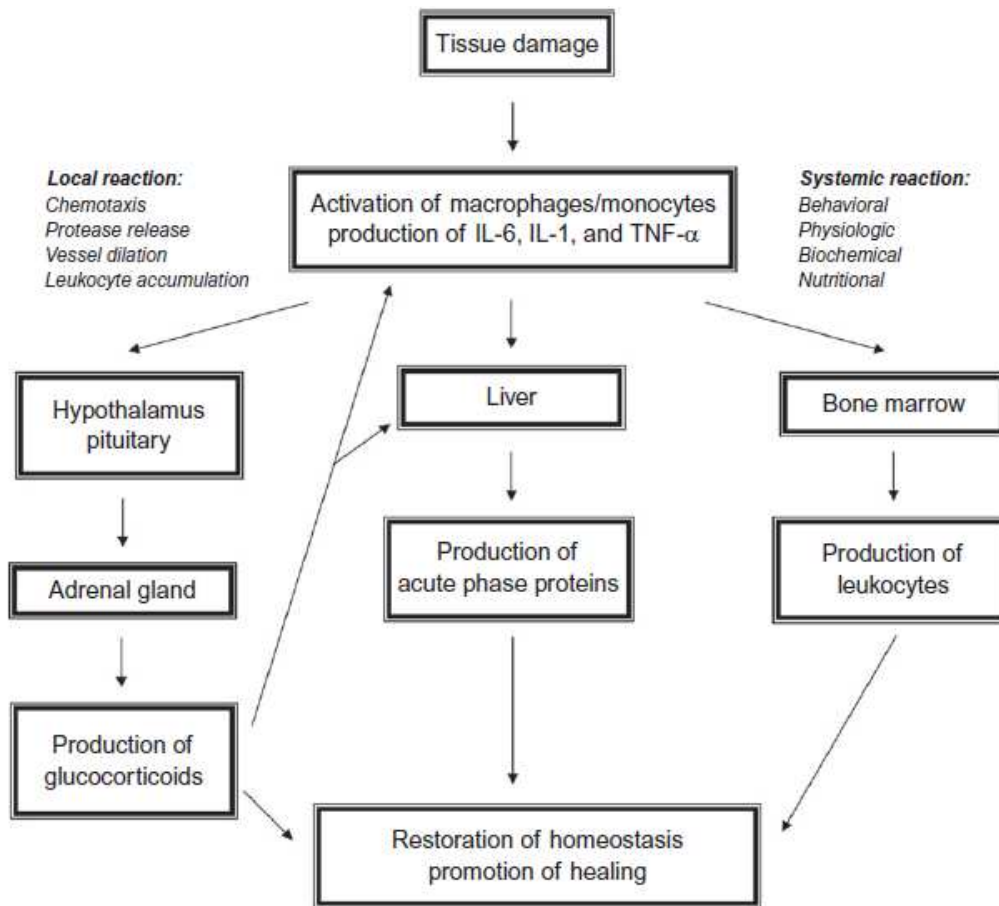 Tissue damage
Local reaction:
Chemotaxis
Protease release
Vessel dilation
Leukocyte accumulation
Activation of macrophages/monocytes
production of IL-6, IL-1, and TNF-α
Systemic reaction:
Behavioral
Physiologic
Biochemical
Nutritional
Hypothalamus
pituitary
Liver
Bone marrow
Adrenal gland
Production of
acute phase proteins
Production of
leukocytes
Production of
glucocorticoids
Restoration of homeostasis
promotion of healing